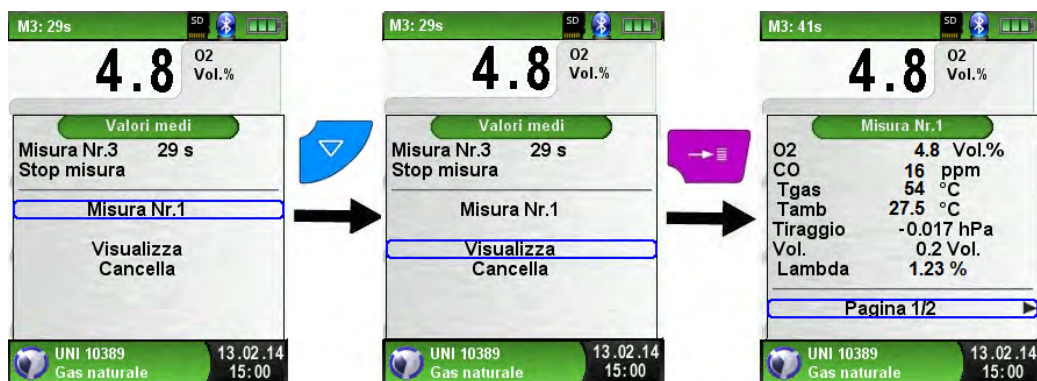 M3: 29s
SD
4.8 O2 Vol.%
Valori medi
Misura Nr.3 29 s
Stop misura
Misura Nr.1
Visualizza
Cancella
UNI 10389 13.02.14
Gas naturale 15:00
M3: 29s
SD
4.8 O2 Vol.%
Valori medi
Misura Nr.3 29 s
Stop misura
Misura Nr.1
Visualizza
Cancella
UNI 10389 13.02.14
Gas naturale 15:00
M3: 41s
SD
4.8 O2 Vol.%
Misura Nr.1
O2 4.8 Vol.%
CO 16 ppm
Tgas 54 °C
Tamb 27.5 °C
Tiraggio -0.017 hPa
Vol. 0.2 Vol.
Lambda 1.23 %
Pagina 1/2
UNI 10389 13.02.14
Gas naturale 15:00